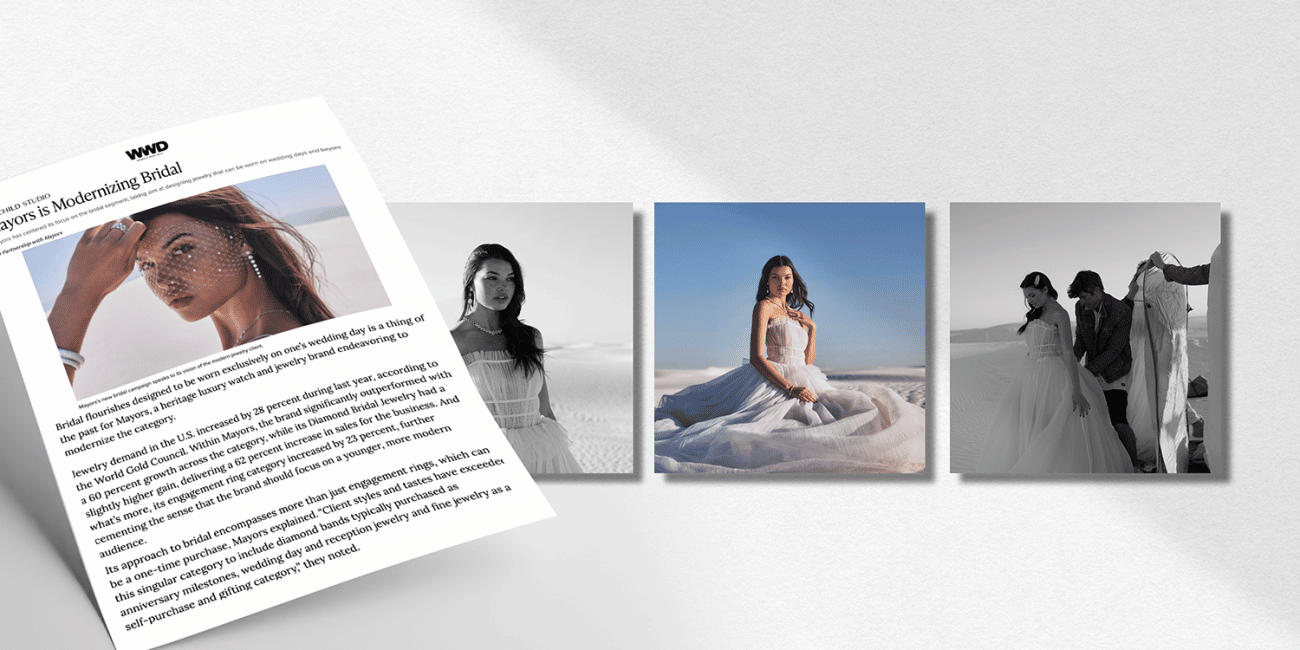 WWD
CHILD STUDIO
ayors is Modernizing Bridal
yors has centered its focus on the bridal segment, taking aim at designing jewelry that can be worn on wedding days and beyond.
Partnership with Mayors
Mayors's new bridal campaign speaks to its vision of the modern jewelry client.
Bridal flourishes designed to be worn exclusively on one's wedding day is a thing of
the past for Mayors, a heritage luxury watch and jewelry brand endeavoring to
modernize the category.
Jewelry demand in the U.S. increased by 28 percent during last year, according to
the World Gold Council. Within Mayors, the brand significantly outperformed with
a 60 percent growth across the category, while its Diamond Bridal Jewelry had a
slightly higher gain, delivering a 62 percent increase in sales for the business. And
what's more, its engagement ring category increased by 23 percent, further
cementing the sense that the brand should focus on a younger, more modern
audience.
Its approach to bridal encompasses more than just engagement rings, which can
be a one-time purchase, Mayors explained. "Client styles and tastes have exceeded
this singular category to include diamond bands typically purchased as
anniversary milestones, wedding day and reception jewelry and fine jewelry as a
self-purchase and gifting category," they noted.